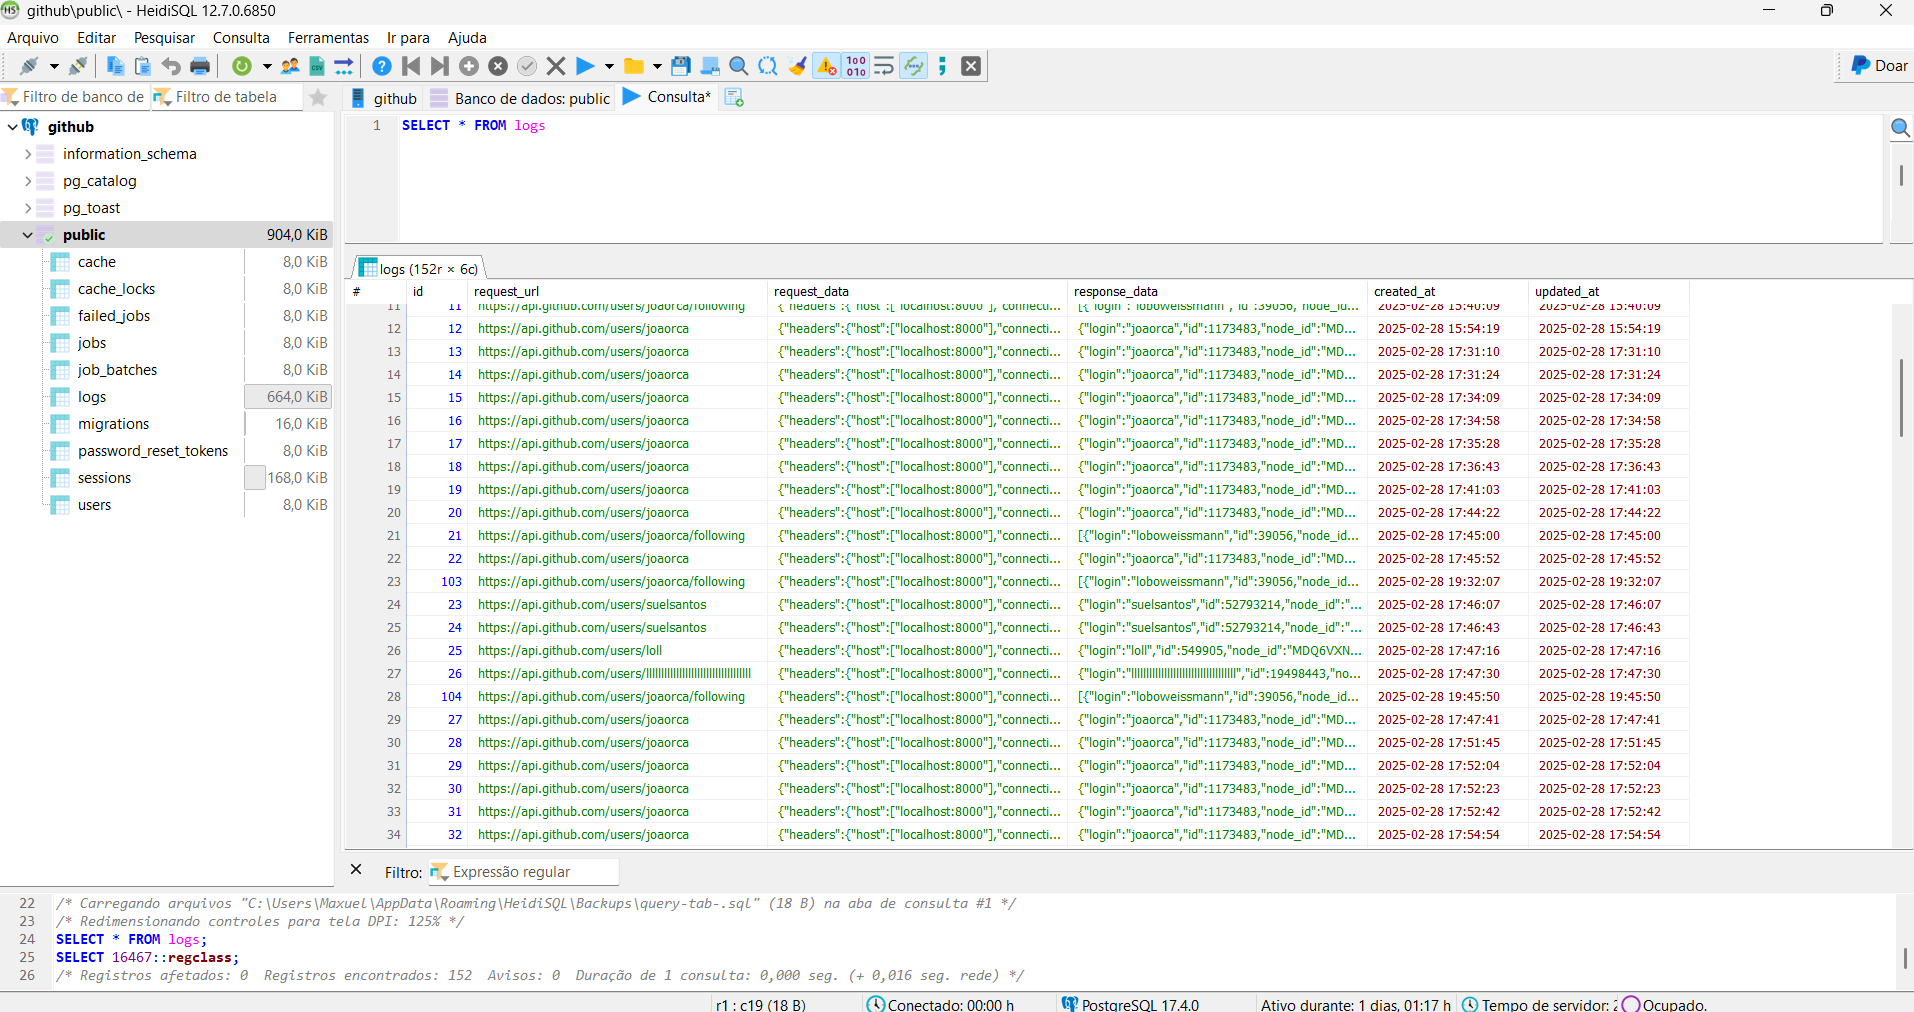 github\public\ - HeidiSQL 12.7.0.6850
Arquivo Editar Pesquisar Consulta Ferramentas Ir para Ajuda
Doar
Filtro de banco de Filtro de tabela
github Banco de dados: public Consulta*
github
information_schema
pg_catalog
pg_toast
public 904,0 KiB
cache 8,0 KiB
cache_locks 8,0 KiB
failed_jobs 8,0 KiB
jobs 8,0 KiB
job_batches 8,0 KiB
logs 664,0 KiB
migrations 16,0 KiB
password_reset_tokens 8,0 KiB
sessions 168,0 KiB
users 8,0 KiB
1 SELECT * FROM logs
logs (152r × 6c)
# id request_url request_data response_data created_at updated_at
11 11 https://api.github.com/users/joaorca/following {"headers":{"host":["localhost:8000"],"connecti... [{"login":"loboweissmann","id":39056,"node_id... 2025-02-28 15:40:09 2025-02-28 15:40:09
12 12 https://api.github.com/users/joaorca {"headers":{"host":["localhost:8000"],"connecti... {"login":"joaorca","id":1173483,"node_id":"MD... 2025-02-28 15:54:19 2025-02-28 15:54:19
13 13 https://api.github.com/users/joaorca {"headers":{"host":["localhost:8000"],"connecti... {"login":"joaorca","id":1173483,"node_id":"MD... 2025-02-28 17:31:10 2025-02-28 17:31:10
14 14 https://api.github.com/users/joaorca {"headers":{"host":["localhost:8000"],"connecti... {"login":"joaorca","id":1173483,"node_id":"MD... 2025-02-28 17:31:24 2025-02-28 17:31:24
15 15 https://api.github.com/users/joaorca {"headers":{"host":["localhost:8000"],"connecti... {"login":"joaorca","id":1173483,"node_id":"MD... 2025-02-28 17:34:09 2025-02-28 17:34:09
16 16 https://api.github.com/users/joaorca {"headers":{"host":["localhost:8000"],"connecti... {"login":"joaorca","id":1173483,"node_id":"MD... 2025-02-28 17:34:58 2025-02-28 17:34:58
17 17 https://api.github.com/users/joaorca {"headers":{"host":["localhost:8000"],"connecti... {"login":"joaorca","id":1173483,"node_id":"MD... 2025-02-28 17:35:28 2025-02-28 17:35:28
18 18 https://api.github.com/users/joaorca {"headers":{"host":["localhost:8000"],"connecti... {"login":"joaorca","id":1173483,"node_id":"MD... 2025-02-28 17:36:43 2025-02-28 17:36:43
19 19 https://api.github.com/users/joaorca {"headers":{"host":["localhost:8000"],"connecti... {"login":"joaorca","id":1173483,"node_id":"MD... 2025-02-28 17:41:03 2025-02-28 17:41:03
20 20 https://api.github.com/users/joaorca {"headers":{"host":["localhost:8000"],"connecti... {"login":"joaorca","id":1173483,"node_id":"MD... 2025-02-28 17:44:22 2025-02-28 17:44:22
21 21 https://api.github.com/users/joaorca/following {"headers":{"host":["localhost:8000"],"connecti... [{"login":"loboweissmann","id":39056,"node_id... 2025-02-28 17:45:00 2025-02-28 17:45:00
22 22 https://api.github.com/users/joaorca {"headers":{"host":["localhost:8000"],"connecti... {"login":"joaorca","id":1173483,"node_id":"MD... 2025-02-28 17:45:52 2025-02-28 17:45:52
23 103 https://api.github.com/users/joaorca/following {"headers":{"host":["localhost:8000"],"connecti... [{"login":"loboweissmann","id":39056,"node_id... 2025-02-28 19:32:07 2025-02-28 19:32:07
24 23 https://api.github.com/users/suelsantos {"headers":{"host":["localhost:8000"],"connecti... {"login":"suelsantos","id":52793214,"node_id":"... 2025-02-28 17:46:07 2025-02-28 17:46:07
25 24 https://api.github.com/users/suelsantos {"headers":{"host":["localhost:8000"],"connecti... {"login":"suelsantos","id":52793214,"node_id":"... 2025-02-28 17:46:43 2025-02-28 17:46:43
26 25 https://api.github.com/users/loll {"headers":{"host":["localhost:8000"],"connecti... {"login":"loll","id":549905,"node_id":"MDQ6VXN... 2025-02-28 17:47:16 2025-02-28 17:47:16
27 26 {"headers":{"host":["localhost:8000"],"connecti... 2025-02-28 17:47:30 2025-02-28 17:47:30
28 104 https://api.github.com/users/joaorca/following {"headers":{"host":["localhost:8000"],"connecti... [{"login":"loboweissmann","id":39056,"node_id... 2025-02-28 19:45:50 2025-02-28 19:45:50
29 27 https://api.github.com/users/joaorca {"headers":{"host":["localhost:8000"],"connecti... {"login":"joaorca","id":1173483,"node_id":"MD... 2025-02-28 17:47:41 2025-02-28 17:47:41
30 28 https://api.github.com/users/joaorca {"headers":{"host":["localhost:8000"],"connecti... {"login":"joaorca","id":1173483,"node_id":"MD... 2025-02-28 17:51:45 2025-02-28 17:51:45
31 29 https://api.github.com/users/joaorca {"headers":{"host":["localhost:8000"],"connecti... {"login":"joaorca","id":1173483,"node_id":"MD... 2025-02-28 17:52:04 2025-02-28 17:52:04
32 30 https://api.github.com/users/joaorca {"headers":{"host":["localhost:8000"],"connecti... {"login":"joaorca","id":1173483,"node_id":"MD... 2025-02-28 17:52:23 2025-02-28 17:52:23
33 31 https://api.github.com/users/joaorca {"headers":{"host":["localhost:8000"],"connecti... {"login":"joaorca","id":1173483,"node_id":"MD... 2025-02-28 17:52:42 2025-02-28 17:52:42
34 32 https://api.github.com/users/joaorca {"headers":{"host":["localhost:8000"],"connecti... {"login":"joaorca","id":1173483,"node_id":"MD... 2025-02-28 17:54:54 2025-02-28 17:54:54
Filtro: Expressão regular
22 /* Carregando arquivos "C:\Users\Maxuel\AppData\Roaming\HeidiSQL\Backups\query-tab-.sql" (18 B) na aba de consulta #1 */
23 /* Redimensionando controles para tela DPI: 125% */
24 SELECT * FROM logs;
25 SELECT 16467::regclass;
26 /* Registros afetados: 0 Registros encontrados: 152 Avisos: 0 Duração de 1 consulta: 0,000 seg. (+ 0,016 seg. rede) */
r1 : c19 (18 B) Conectado: 00:00 h PostgreSQL 17.4.0 Ativo durante: 1 dias, 01:17 h Tempo de servidor: Ocupado.